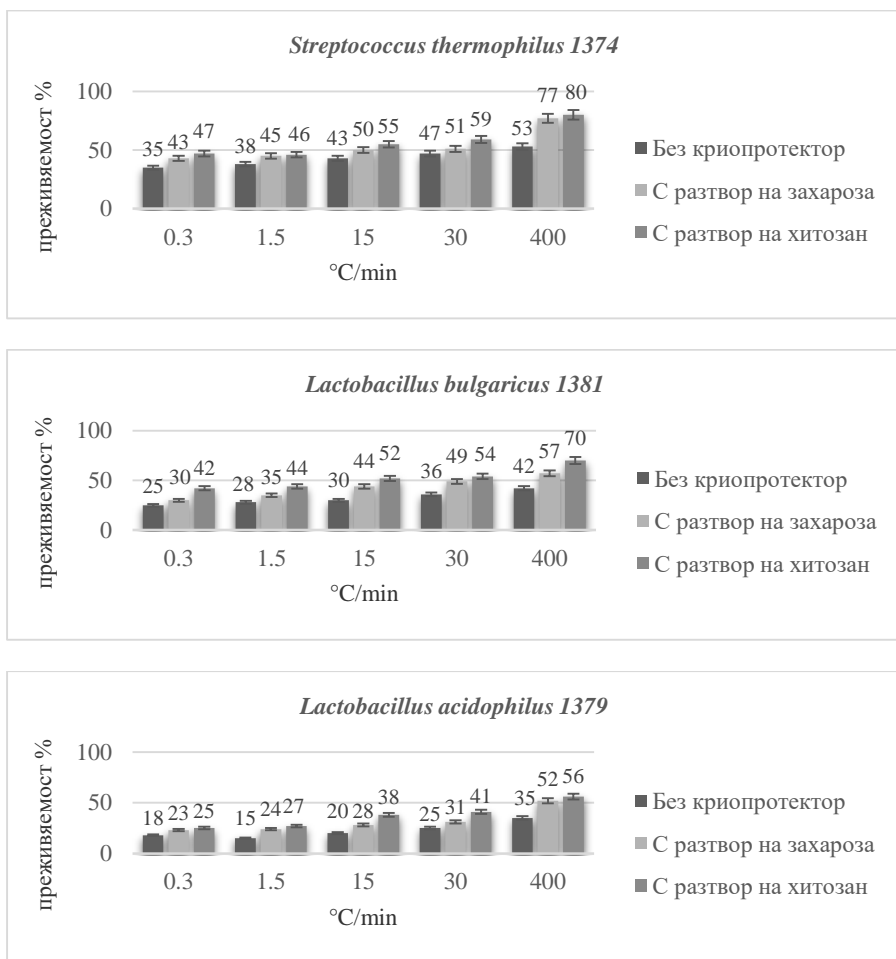 Streptococcus thermophilus 1374
преживяемост %
100
50
0
35 43 47
38 45 46
43 50 55
47 51 59
53 77 80
0.3 1.5 15 30 400
°C/min
Без криопротектор
С разтвор на захароза
С разтвор на хитозан
Lactobacillus bulgaricus 1381
преживяемост %
100
50
0
25 30 42
28 35 44
30 44 52
36 49 54
42 57 70
0.3 1.5 15 30 400
°C/min
Без криопротектор
С разтвор на захароза
С разтвор на хитозан
Lactobacillus acidophilus 1379
преживяемост %
100
50
0
18 23 25
15 24 27
20 28 38
25 31 41
35 52 56
0.3 1.5 15 30 400
°C/min
Без криопротектор
С разтвор на захароза
С разтвор на хитозан